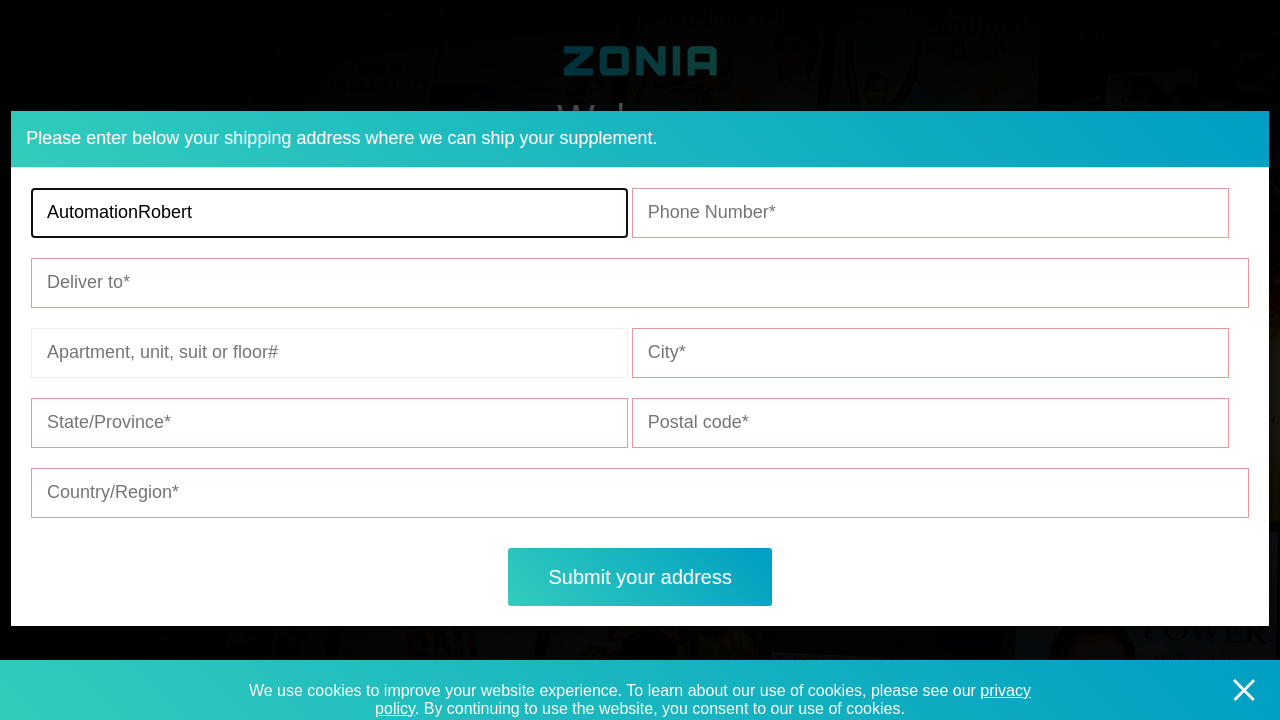 ZONIA
Please enter below your shipping address where we can ship your supplement.
AutomationRobert
Phone Number*
Deliver to*
Apartment, unit, suit or floor#
City*
State/Province*
Postal code*
Country/Region*
Submit your address
We use cookies to improve your website experience. To learn about our use of cookies, please see our privacy
policy. By continuing to use the website, you consent to our use of cookies.